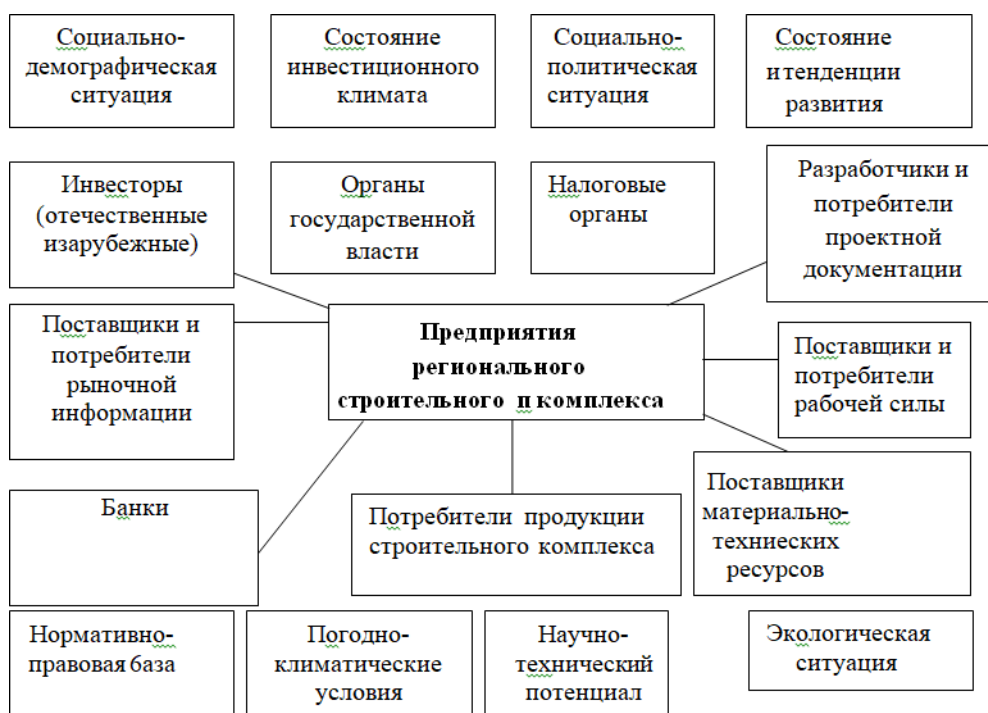 Социально-
демографическая
ситуация
Состояние
инвестиционного
климата
Социально-
политическая
ситуация
Состояние
и тенденции
развития
Инвесторы
(отечественные
изарубежные)
Органы
государственной
власти
Налоговые
органы
Разработчики и
потребители
проектной
документации
Поставщики и
потребители
рыночной
информации
Предприятия
регионального
строительного п комплекса
Поставщики и
потребители
рабочей силы
Банки
Потребители продукции
строительного комплекса
Поставщики
материально-
техниеских
ресурсов
Нормативно-
правовая база
Погодно-
климатические
условия
Научно-
технический
потенциал
Экологическая
ситуация